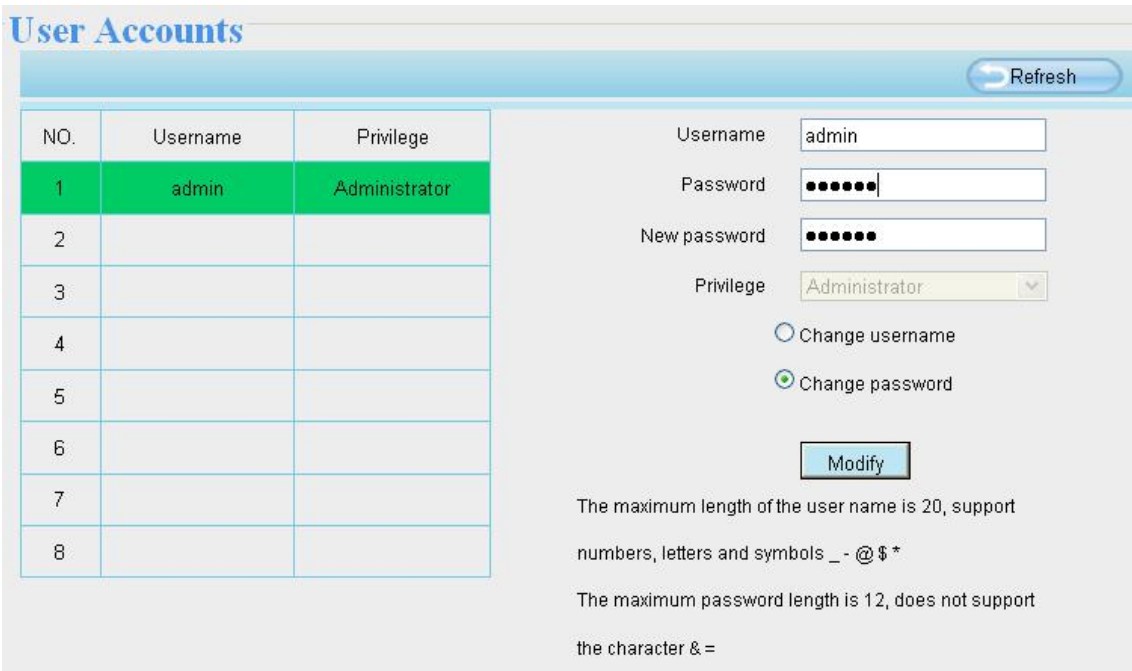 User Accounts
Refresh
NO. Username Privilege
1 admin Administrator
2
3
4
5
6
7
8
Username admin
Password ●●●●●●
New password ●●●●●●
Privilege Administrator
Change username
Change password
Modify
The maximum length of the user name is 20, support
numbers, letters and symbols _ - @ $ *
The maximum password length is 12, does not support
the character & =